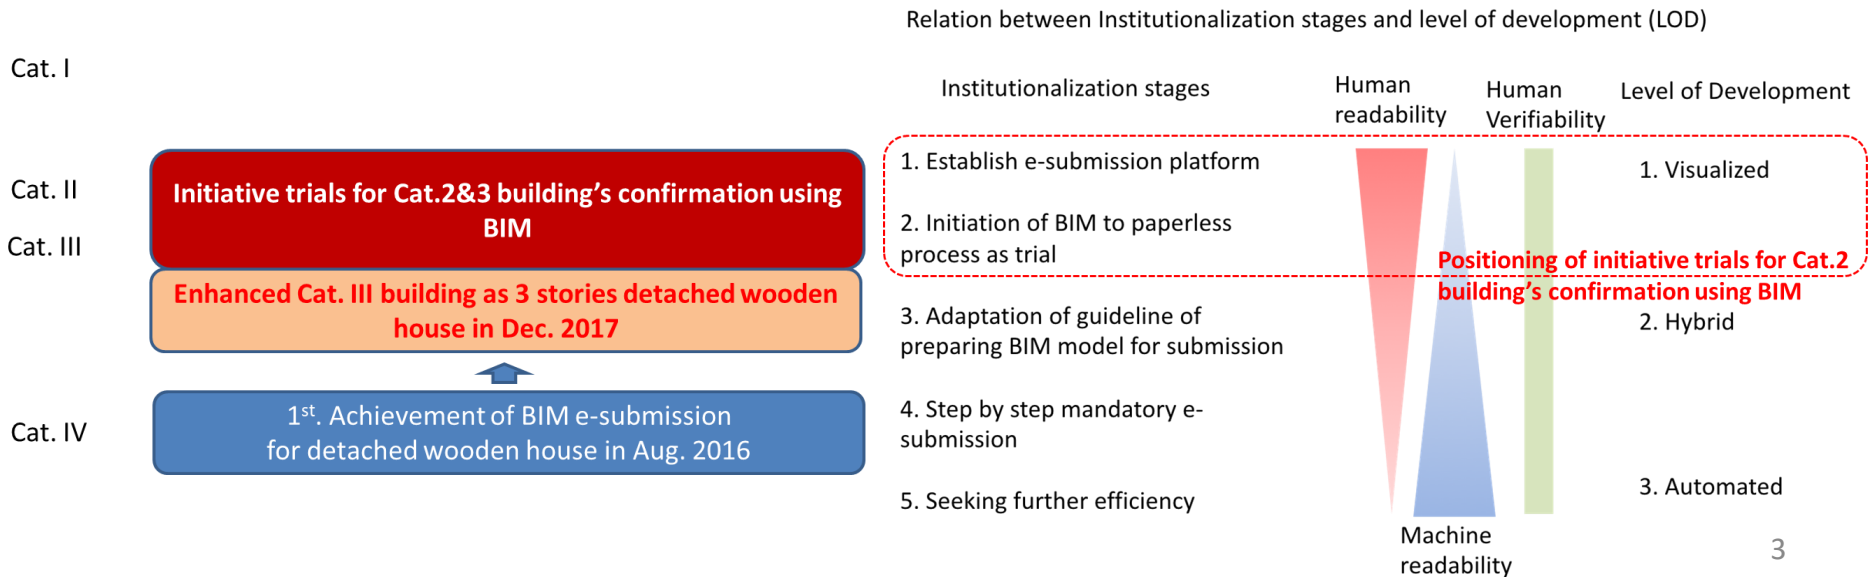 Relation between Institutionalization stages and level of development (LOD)
Cat. I
Cat. II
Cat. III
Cat. IV
Initiative trials for Cat.2&3 building's confirmation using
BIM
Enhanced Cat. III building as 3 stories detached wooden
house in Dec. 2017
1st. Achievement of BIM e-submission
for detached wooden house in Aug. 2016
Institutionalization stages
Human
readability
Human
Verifiability
Level of Development
1. Establish e-submission platform
2. Initiation of BIM to paperless
process as trial
3. Adaptation of guideline of
preparing BIM model for submission
4. Step by step mandatory e-
submission
5. Seeking further efficiency
1. Visualized
Positioning of initiative trials for Cat.2
building's confirmation using BIM
2. Hybrid
3. Automated
Machine
readability
3